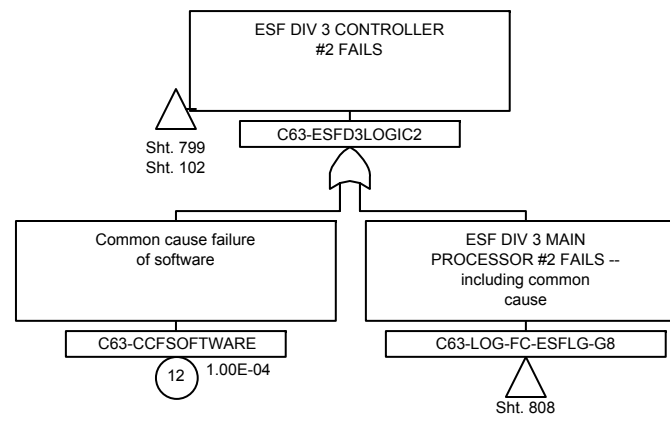 ESF DIV 3 CONTROLLER
#2 FAILS
Sht. 799
Sht. 102
C63-ESFD3LOGIC2
Common cause failure
of software
C63-CCFSOFTWARE
12
1.00E-04
ESF DIV 3 MAIN
PROCESSOR #2 FAILS --
including common
cause
C63-LOG-FC-ESFLG-G8
Sht. 808